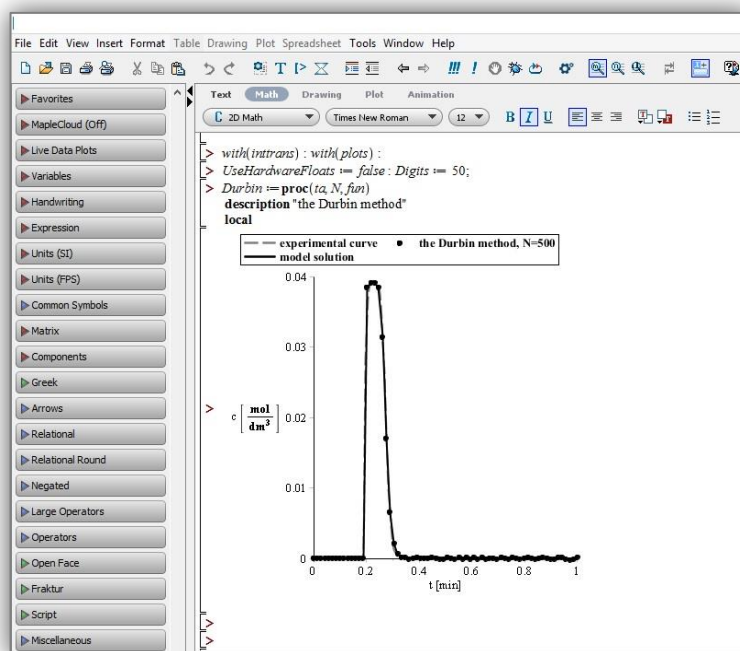 File Edit View Insert Format Table Drawing Plot Spreadsheet Tools Window Help
Text Math Drawing Plot Animation
C 2D Math Times New Roman 12 B I U
Favorites
MapleCloud (Off)
Live Data Plots
Variables
Handwriting
Expression
Units (SI)
Units (FPS)
Common Symbols
Matrix
Components
Greek
Arrows
Relational
Relational Round
Negated
Large Operators
Operators
Open Face
Fraktur
Script
Miscellaneous
> with(inttrans) : with(plots) :
> UseHardwareFloats := false : Digits := 50;
> Durbin := proc(ta, N, fun)
description "the Durbin method"
local
experimental curve the Durbin method, N=500
model solution
0.04
0.03
0.02
0.01
0
> c [mol/dm³]
0 0.2 0.4 0.6 0.8 1
t [min]
>
>